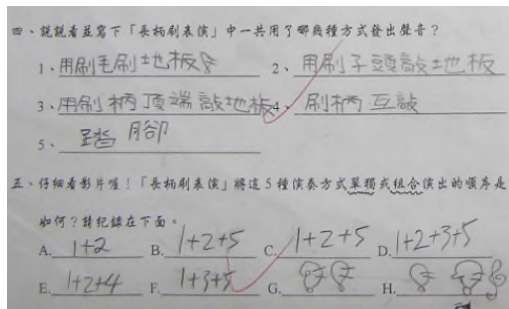 四、說說看並寫下「長柄刷表演」中一共用了哪幾種方式發出聲音？
1、用刷毛刷土地板 2、用刷子頭敲土地板
3、用刷柄頂端敲地板 4、刷柄互敲
5、踏腳
五、仔細看影片喔！「長柄刷表演」將這5種演奏方式單獨或組合演出的順序是
如何？請紀錄在下面。
A. 1+2 B. 1+2+5 C. 1+2+5 D. 1+2+3+5
E. 1+2+4 F. 1+3+5 G. H.